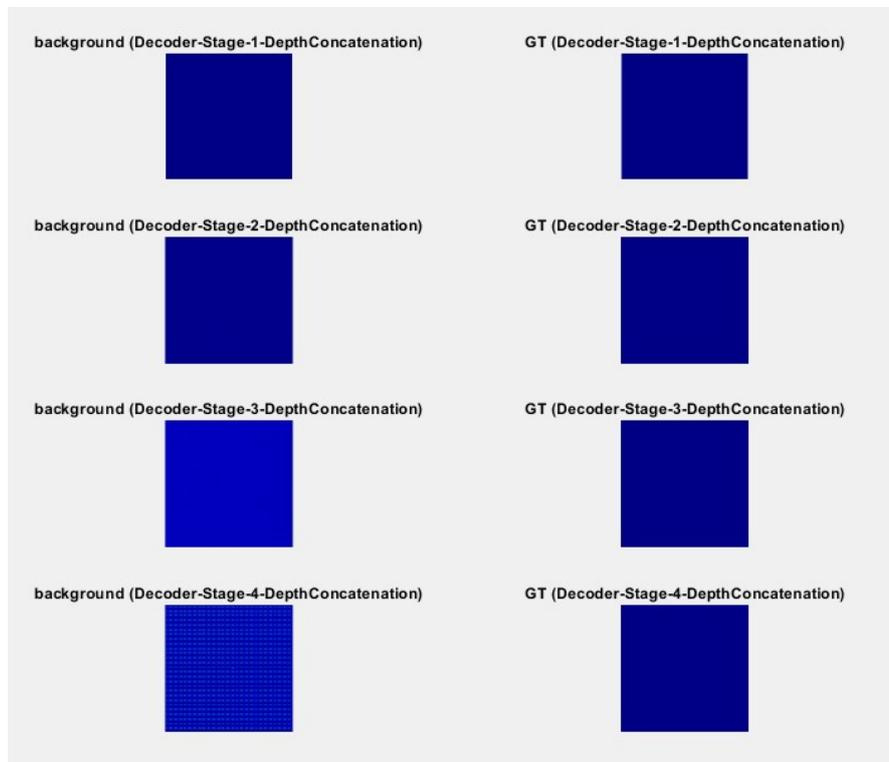 background (Decoder-Stage-1-DepthConcatenation)
GT (Decoder-Stage-1-DepthConcatenation)
background (Decoder-Stage-2-DepthConcatenation)
GT (Decoder-Stage-2-DepthConcatenation)
background (Decoder-Stage-3-DepthConcatenation)
GT (Decoder-Stage-3-DepthConcatenation)
background (Decoder-Stage-4-DepthConcatenation)
GT (Decoder-Stage-4-DepthConcatenation)